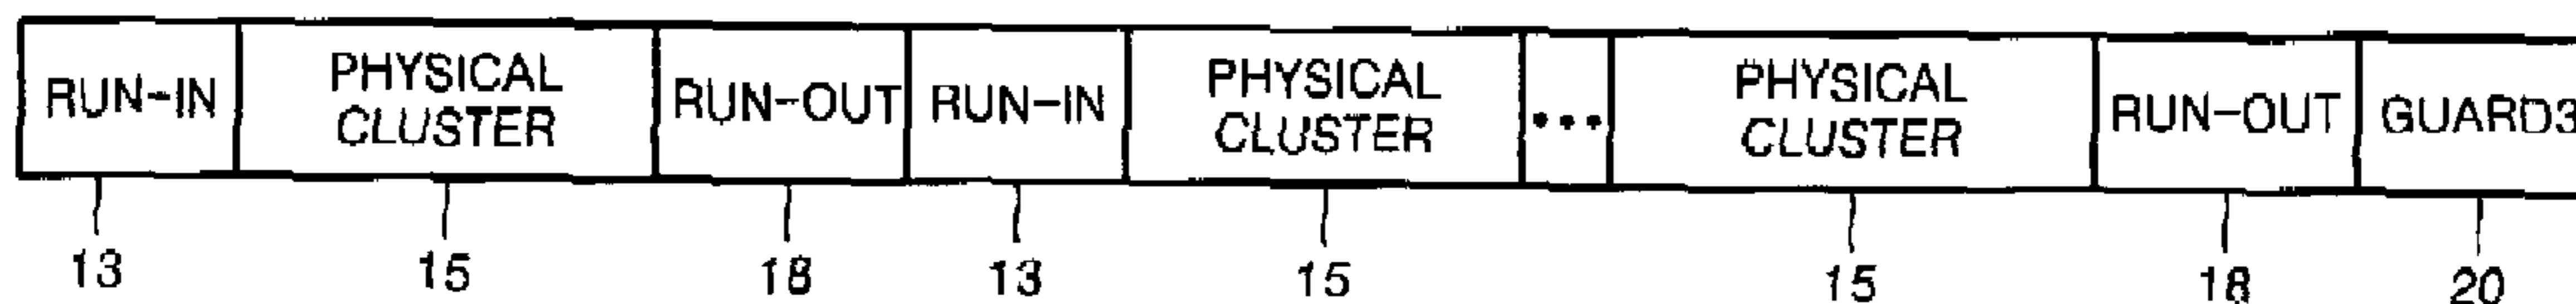 RUN-IN
PHYSICAL
CLUSTER
RUN-OUT
RUN-IN
PHYSICAL
CLUSTER
...
PHYSICAL
CLUSTER
RUN-OUT
GUARD3
13
15
18
13
15
15
18
20